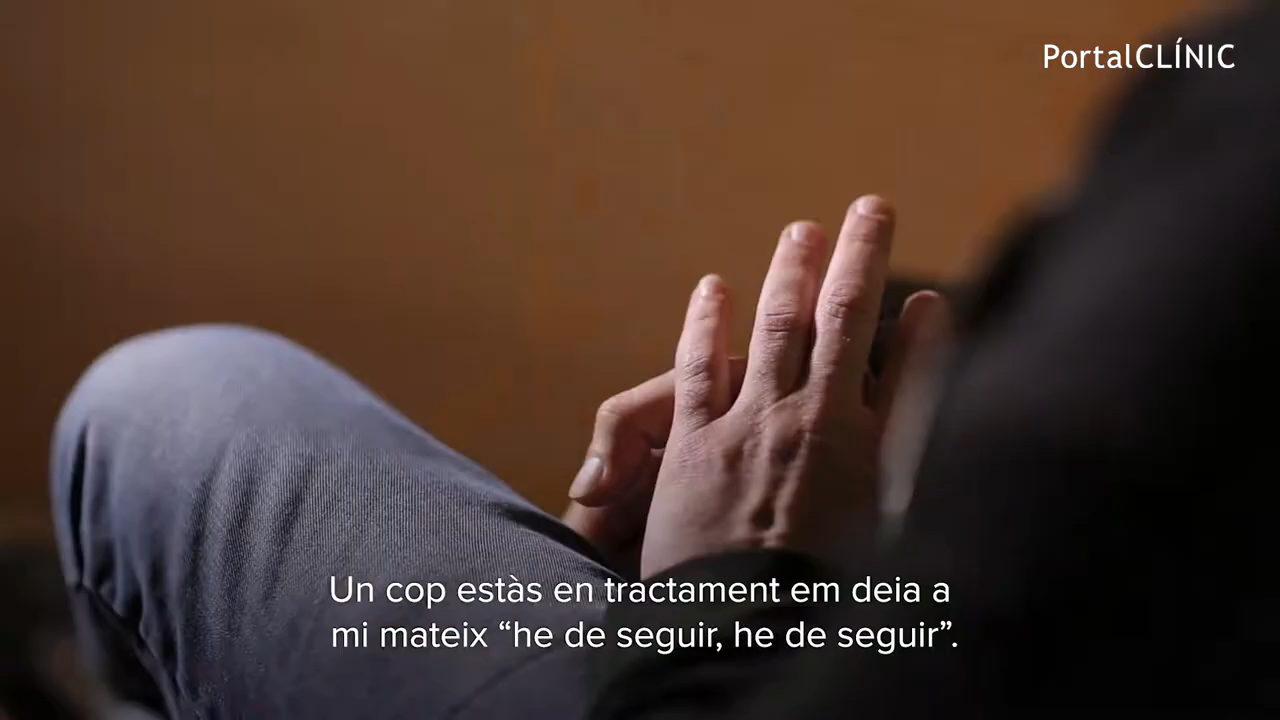 PortalCLÍNIC
Un cop estàs en tractament em deia a
mi mateix “he de seguir, he de seguir”.